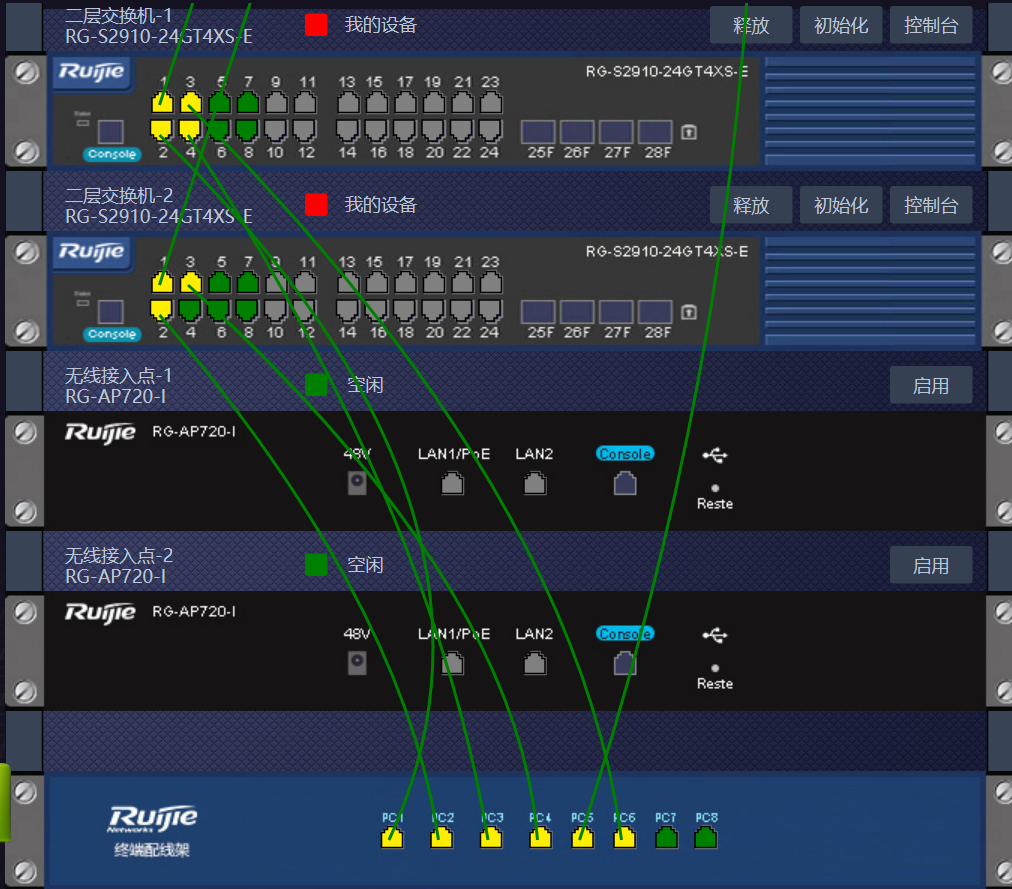 二层交换机-1
RG-S2910-24GT4XS-E
我的设备
释放 初始化 控制台
Ruijie
RG-S2910-24GT4XS-E
1 3 5 7 9 11 13 15 17 19 21 23
Console
2 4 6 8 10 12 14 16 18 20 22 24
25F 26F 27F 28F
二层交换机-2
RG-S2910-24GT4XS-E
我的设备
释放 初始化 控制台
Ruijie
RG-S2910-24GT4XS-E
1 3 5 7 9 11 13 15 17 19 21 23
Console
2 4 6 8 10 12 14 16 18 20 22 24
25F 26F 27F 28F
无线接入点-1
RG-AP720-I
空闲
启用
Ruijie RG-AP720-I
48V LAN1/PoE LAN2 Console
Reste
无线接入点-2
RG-AP720-I
空闲
启用
Ruijie RG-AP720-I
48V LAN1/PoE LAN2 Console
Reste
Ruijie
Networks
终端配线架
PC1 PC2 PC3 PC4 PC5 PC6 PC7 PC8